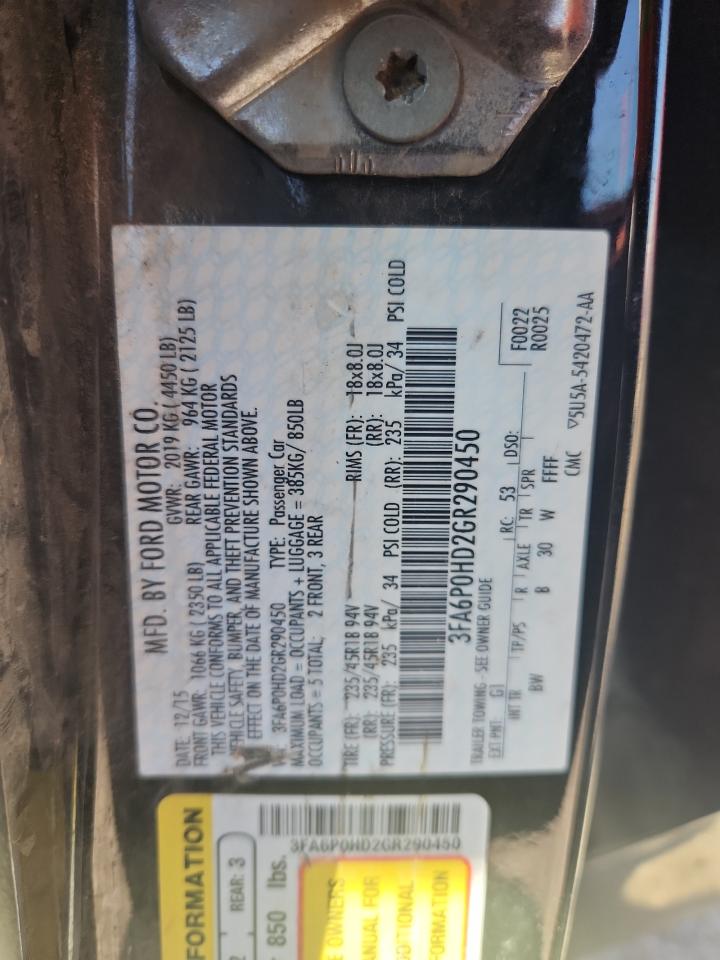 MFD. BY FORD MOTOR CO.
DATE: 12/15 GVWR: 2019 KG ( 4450 LB)
FRONT GAWR: 1066 KG ( 2350 LB) REAR GAWR: 964 KG ( 2125 LB)
THIS VEHICLE CONFORMS TO ALL APPLICABLE FEDERAL MOTOR
VEHICLE SAFETY, BUMPER, AND THEFT PREVENTION STANDARDS
EFFECT ON THE DATE OF MANUFACTURE SHOWN ABOVE.
3FA6P0HD2GR290450 TYPE: Passenger Car
MAXIMUM LOAD = OCCUPANTS + LUGGAGE = 385KG/ 850LB
OCCUPANTS = 5 TOTAL: 2 FRONT, 3 REAR
TIRE (FR): 235/45R18 94V RIMS (FR): 18x8.0J
(RR): 235/45R18 94V (RR): 18x8.0J
PRESSURE (FR): 235 kPa/ 34 PSI COLD (RR): 235 kPa/ 34 PSI COLD
3FA6P0HD2GR290450
TRAILER TOWING - SEE OWNER GUIDE F0022
R0025
EXT PNT: G1 RC: 53 DSO:
INT TR TP/PS R AXLE TR SPR
BW B 30 W FFFF
CMC ▽5U5A-5420472-AA
FORMATION
2 REAR: 3
850 lbs.
3FA6P0HD2GR290450
E OWNERS
ANUAL FOR
DITIONAL
FORMATION